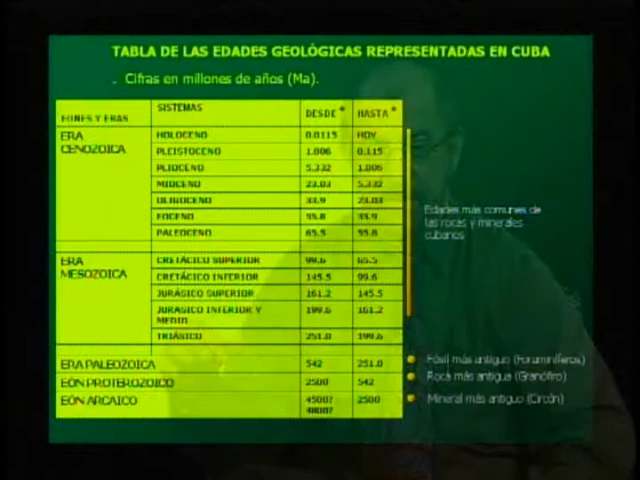 TABLA DE LAS EDADES GEOLÓGICAS REPRESENTADAS EN CUBA
. Cifras en millones de años (Ma).
EONES Y ERAS SISTEMAS DESDE * HASTA *
ERA CENOZOICA HOLOCENO 0.0115 HOY
PLEISTOCENO 1.806 0.115
PLIOCENO 5.332 1.806
MIOCENO 23.03 5.332
OLIGOCENO 33.9 23.03
EOCENO 55.8 33.9
PALEOCENO 65.5 55.8
ERA MESOZOICA CRETÁCICO SUPERIOR 99.6 65.5
CRETÁCICO INFERIOR 145.5 99.6
JURÁSICO SUPERIOR 161.2 145.5
JURASICO INFERIOR Y MEDIO 199.6 161.2
TRIÁSICO 251.0 199.6
Edades más comunes de
las rocas y minerales
cubanos
ERA PALEOZOICA 542 251.0 Fósil más antiguo (Foraminíferos)
EÓN PROTEROZOICO 2500 542 Roca más antigua (Granófiro)
EÓN ARCAICO 4500? 2500 Mineral más antiguo (Circón)
4800?